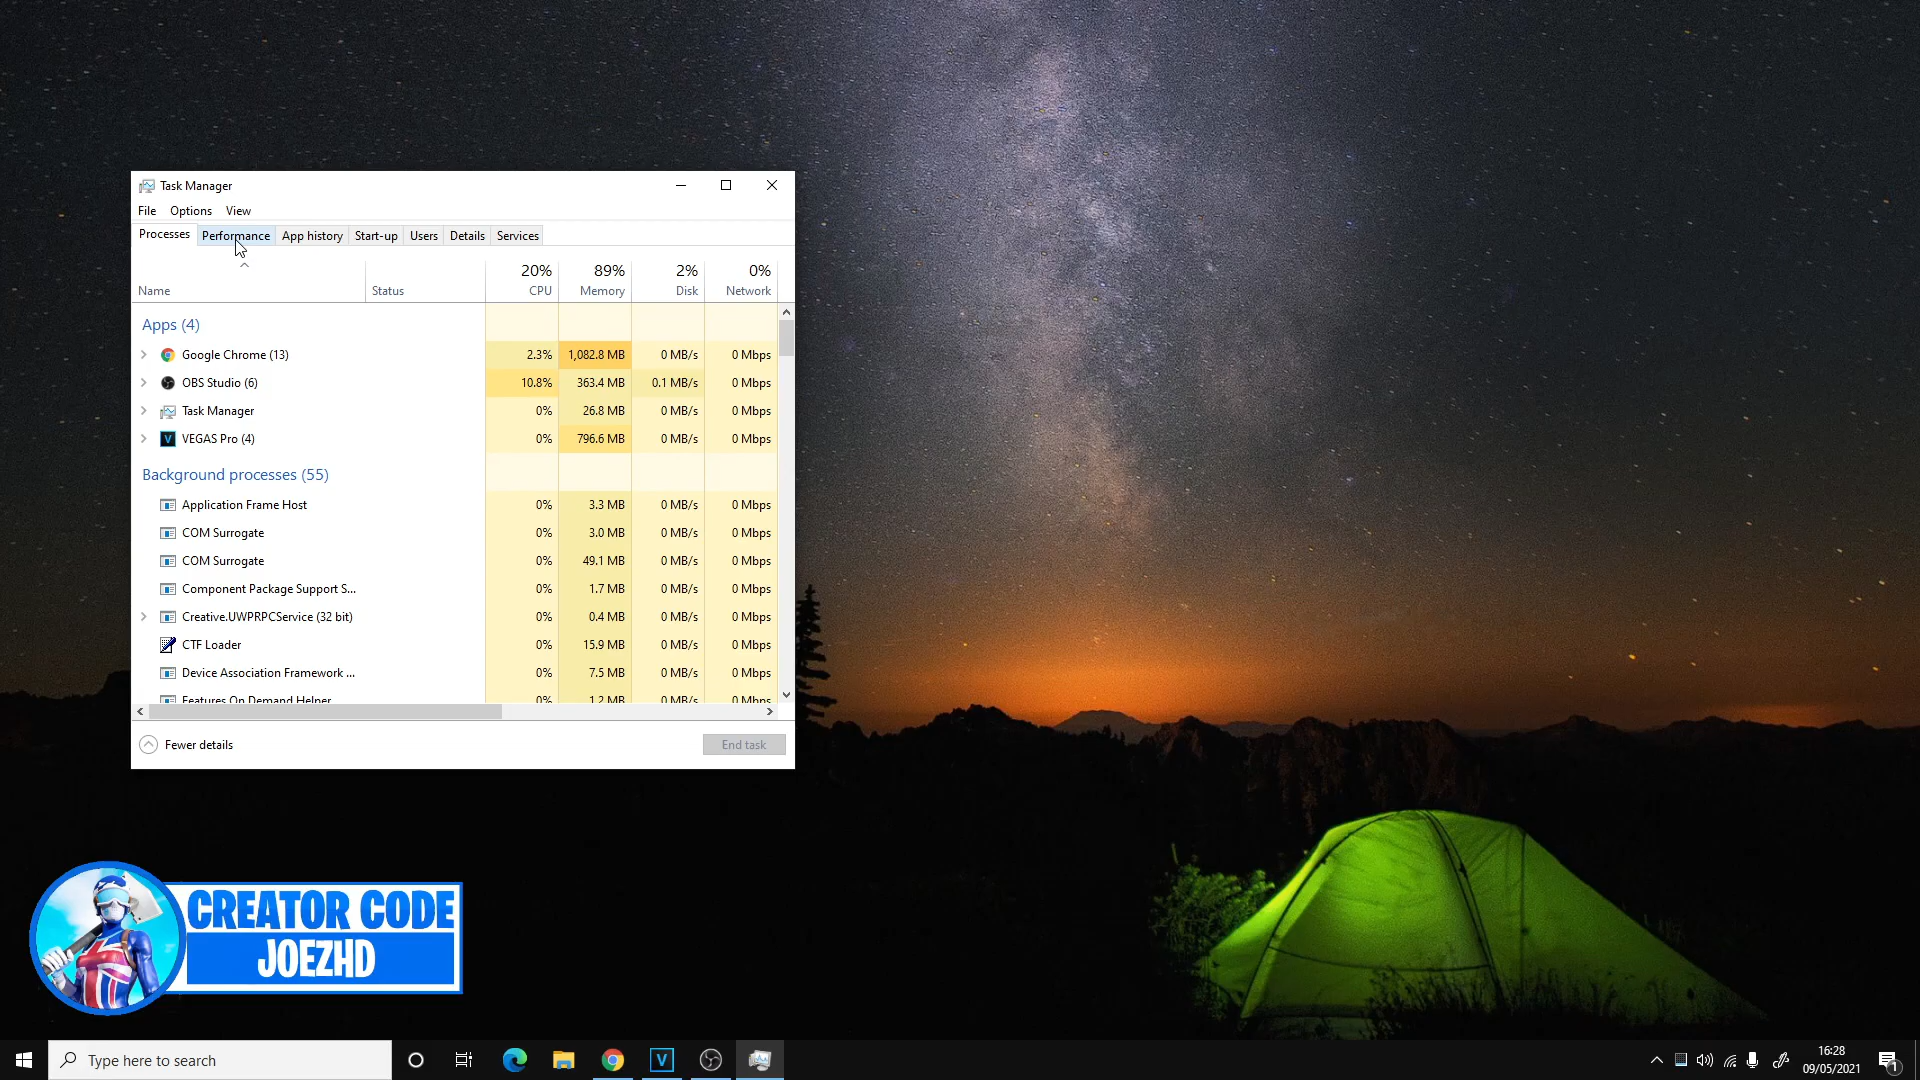 Task Manager
File Options View
Processes Performance App history Start-up Users Details Services
20% 89% 2% 0%
Name Status CPU Memory Disk Network
Apps (4)
Google Chrome (13) 2.3% 1,082.8 MB 0 MB/s 0 Mbps
OBS Studio (6) 10.8% 363.4 MB 0.1 MB/s 0 Mbps
Task Manager 0% 26.8 MB 0 MB/s 0 Mbps
VEGAS Pro (4) 0% 796.6 MB 0 MB/s 0 Mbps
Background processes (55)
Application Frame Host 0% 3.3 MB 0 MB/s 0 Mbps
COM Surrogate 0% 3.0 MB 0 MB/s 0 Mbps
COM Surrogate 0% 49.1 MB 0 MB/s 0 Mbps
Component Package Support S... 0% 1.7 MB 0 MB/s 0 Mbps
Creative.UWPRPCService (32 bit) 0% 0.4 MB 0 MB/s 0 Mbps
CTF Loader 0% 15.9 MB 0 MB/s 0 Mbps
Device Association Framework ... 0% 7.5 MB 0 MB/s 0 Mbps
Features On Demand Helper 0% 1.2 MB 0 MB/s 0 Mbps
Fewer details End task
CREATOR CODE
JOEZHD
Type here to search
V
16:28
09/05/2021
1